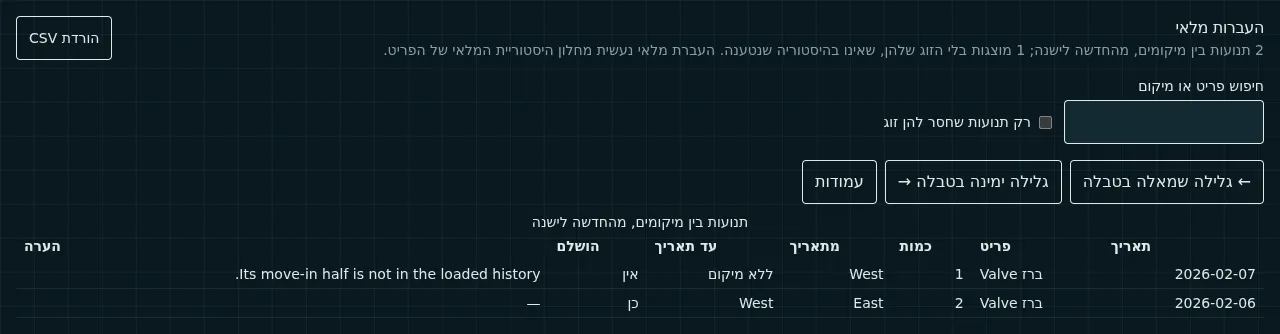 העברות מלאי
2 תנועות בין מיקומים, מהחדשה לישנה; 1 מוצגות בלי הזוג שלהן, שאינו בהיסטוריה שנטענה. העברת מלאי נעשית מחלון היסטוריית המלאי של הפריט.
הורדת CSV
חיפוש פריט או מיקום
רק תנועות שחסר להן זוג
← גלילה שמאלה בטבלה
גלילה ימינה בטבלה →
עמודות
תנועות בין מיקומים, מהחדשה לישנה
תאריך פריט כמות מתאריך עד תאריך הושלם הערה
2026-02-07 ברז Valve 1 West ללא מיקום אין Its move-in half is not in the loaded history.
2026-02-06 ברז Valve 2 East West כן —